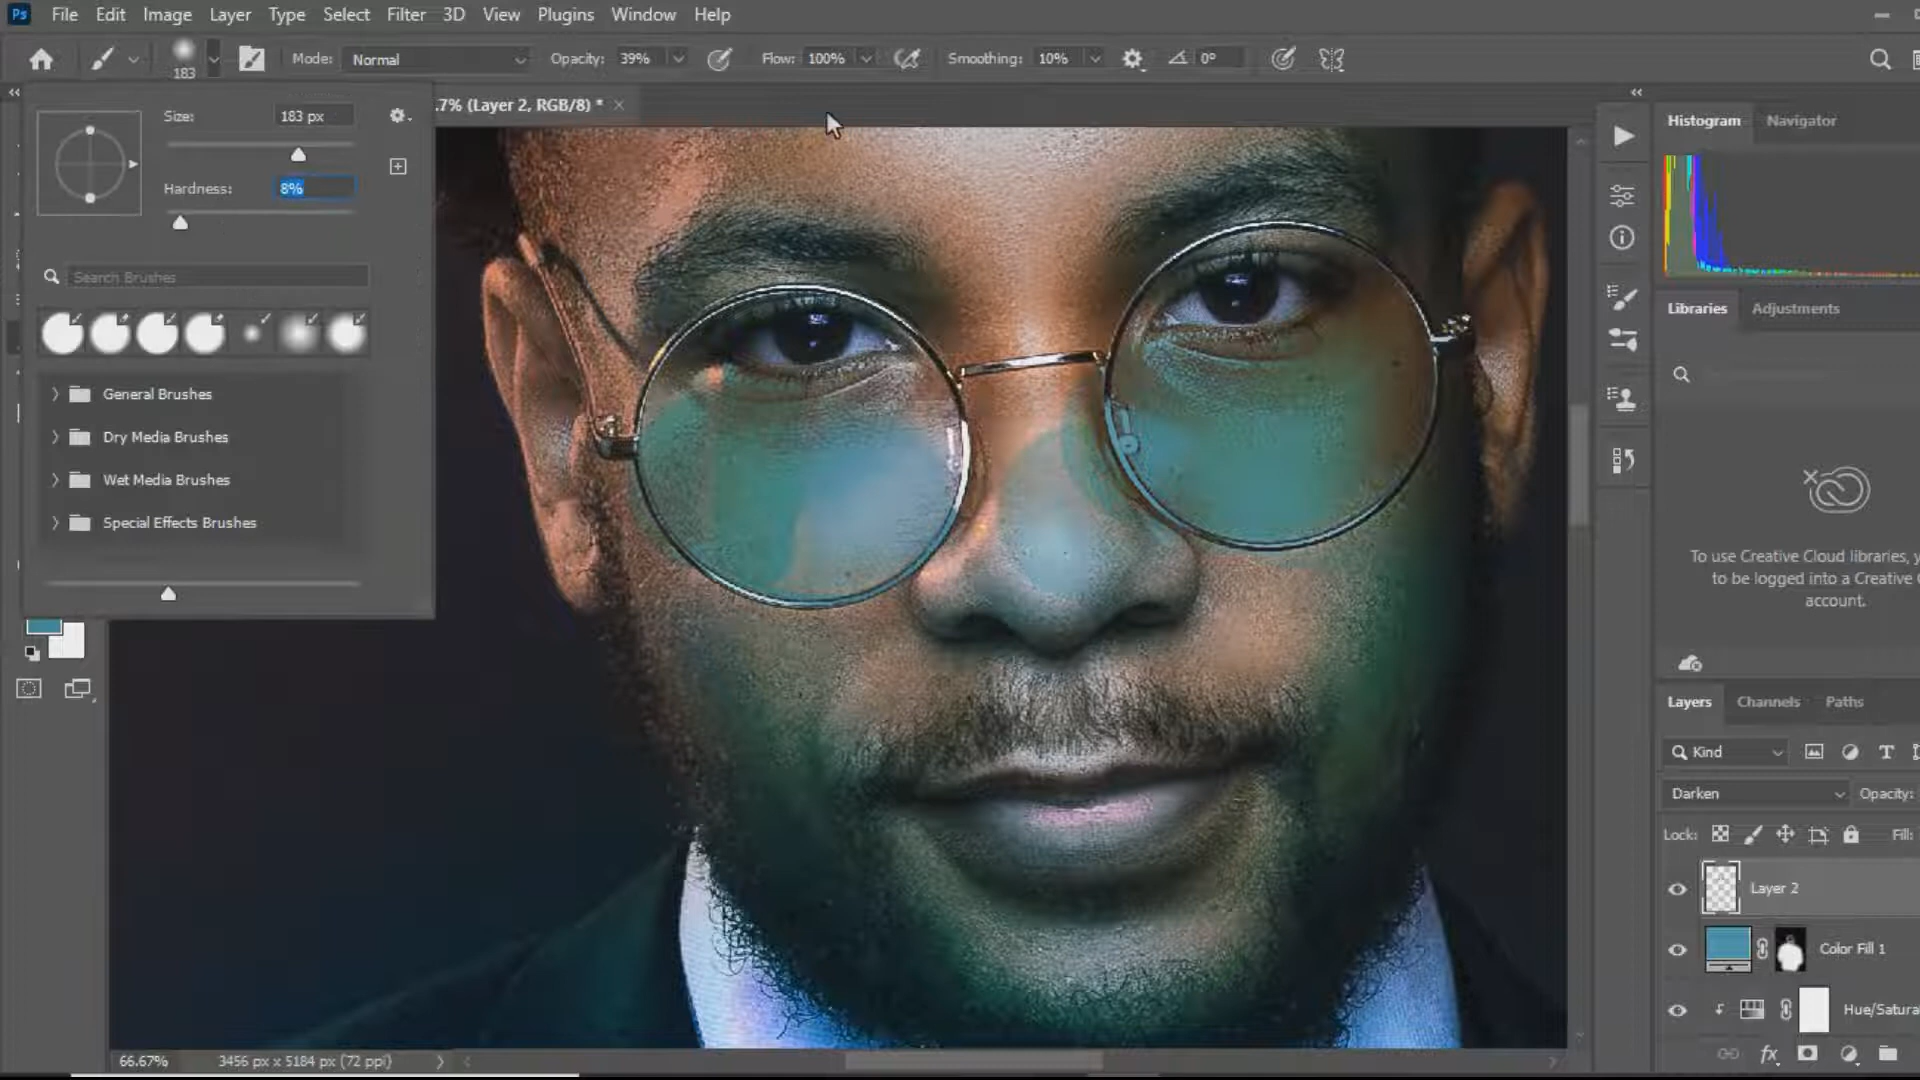 Ps File Edit Image Layer Type Select Filter 3D View Plugins Window Help
183 Mode: Normal Opacity: 39% Flow: 100% Smoothing: 10% 0°
.7% (Layer 2, RGB/8) * ×
Size: 183 px
Hardness: 8%
Search Brushes
General Brushes
Dry Media Brushes
Wet Media Brushes
Special Effects Brushes
Histogram Navigator
Libraries Adjustments
To use Creative Cloud libraries, y
to be logged into a Creative C
account.
Layers Channels Paths
Kind
Darken Opacity:
Lock: Fill:
Layer 2
Color Fill 1
Hue/Satura
fx
66.67% 3456 px x 5184 px (72 ppi)